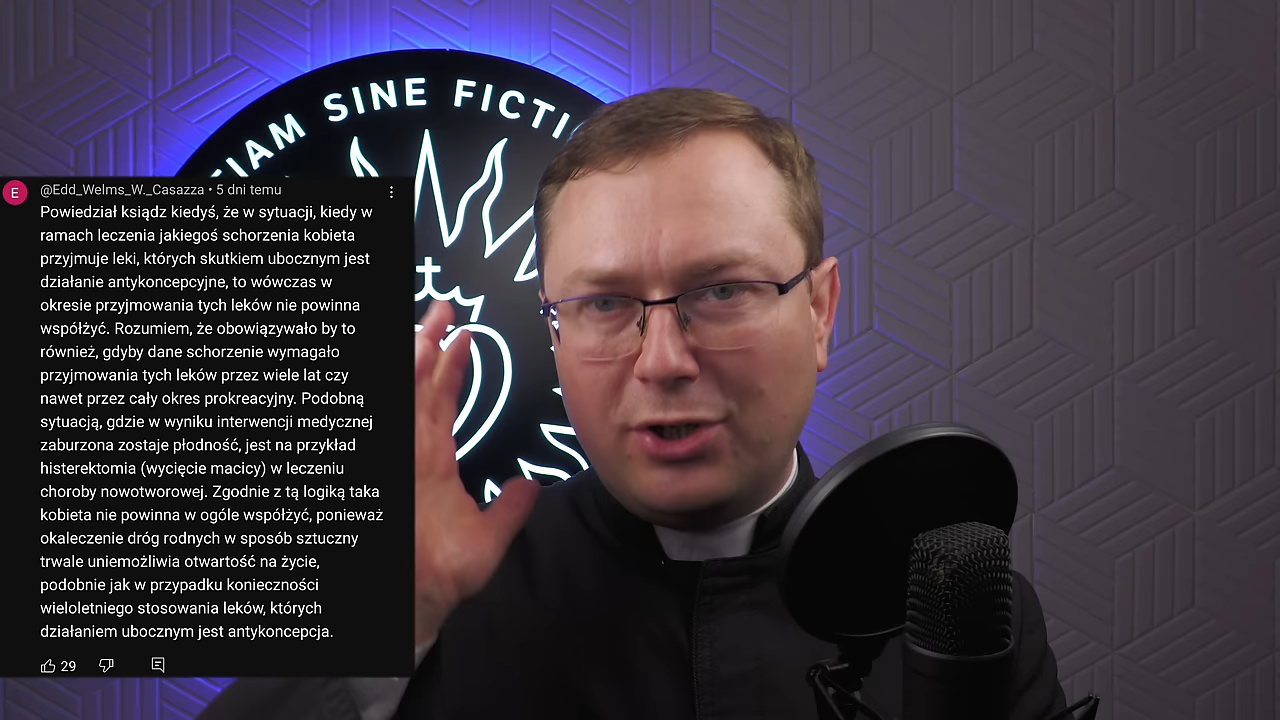 IAM SINE FICTI
E
@Edd_Welms_W._Casazza • 5 dni temu
Powiedział ksiądz kiedyś, że w sytuacji, kiedy w
ramach leczenia jakiegoś schorzenia kobieta
przyjmuje leki, których skutkiem ubocznym jest
działanie antykoncepcyjne, to wówczas w
okresie przyjmowania tych leków nie powinna
współżyć. Rozumiem, że obowiązywało by to
również, gdyby dane schorzenie wymagało
przyjmowania tych leków przez wiele lat czy
nawet przez cały okres prokreacyjny. Podobną
sytuacją, gdzie w wyniku interwencji medycznej
zaburzona zostaje płodność, jest na przykład
histerektomia (wycięcie macicy) w leczeniu
choroby nowotworowej. Zgodnie z tą logiką taka
kobieta nie powinna w ogóle współżyć, ponieważ
okaleczenie dróg rodnych w sposób sztuczny
trwale uniemożliwia otwartość na życie,
podobnie jak w przypadku konieczności
wieloletniego stosowania leków, których
działaniem ubocznym jest antykoncepcja.
29